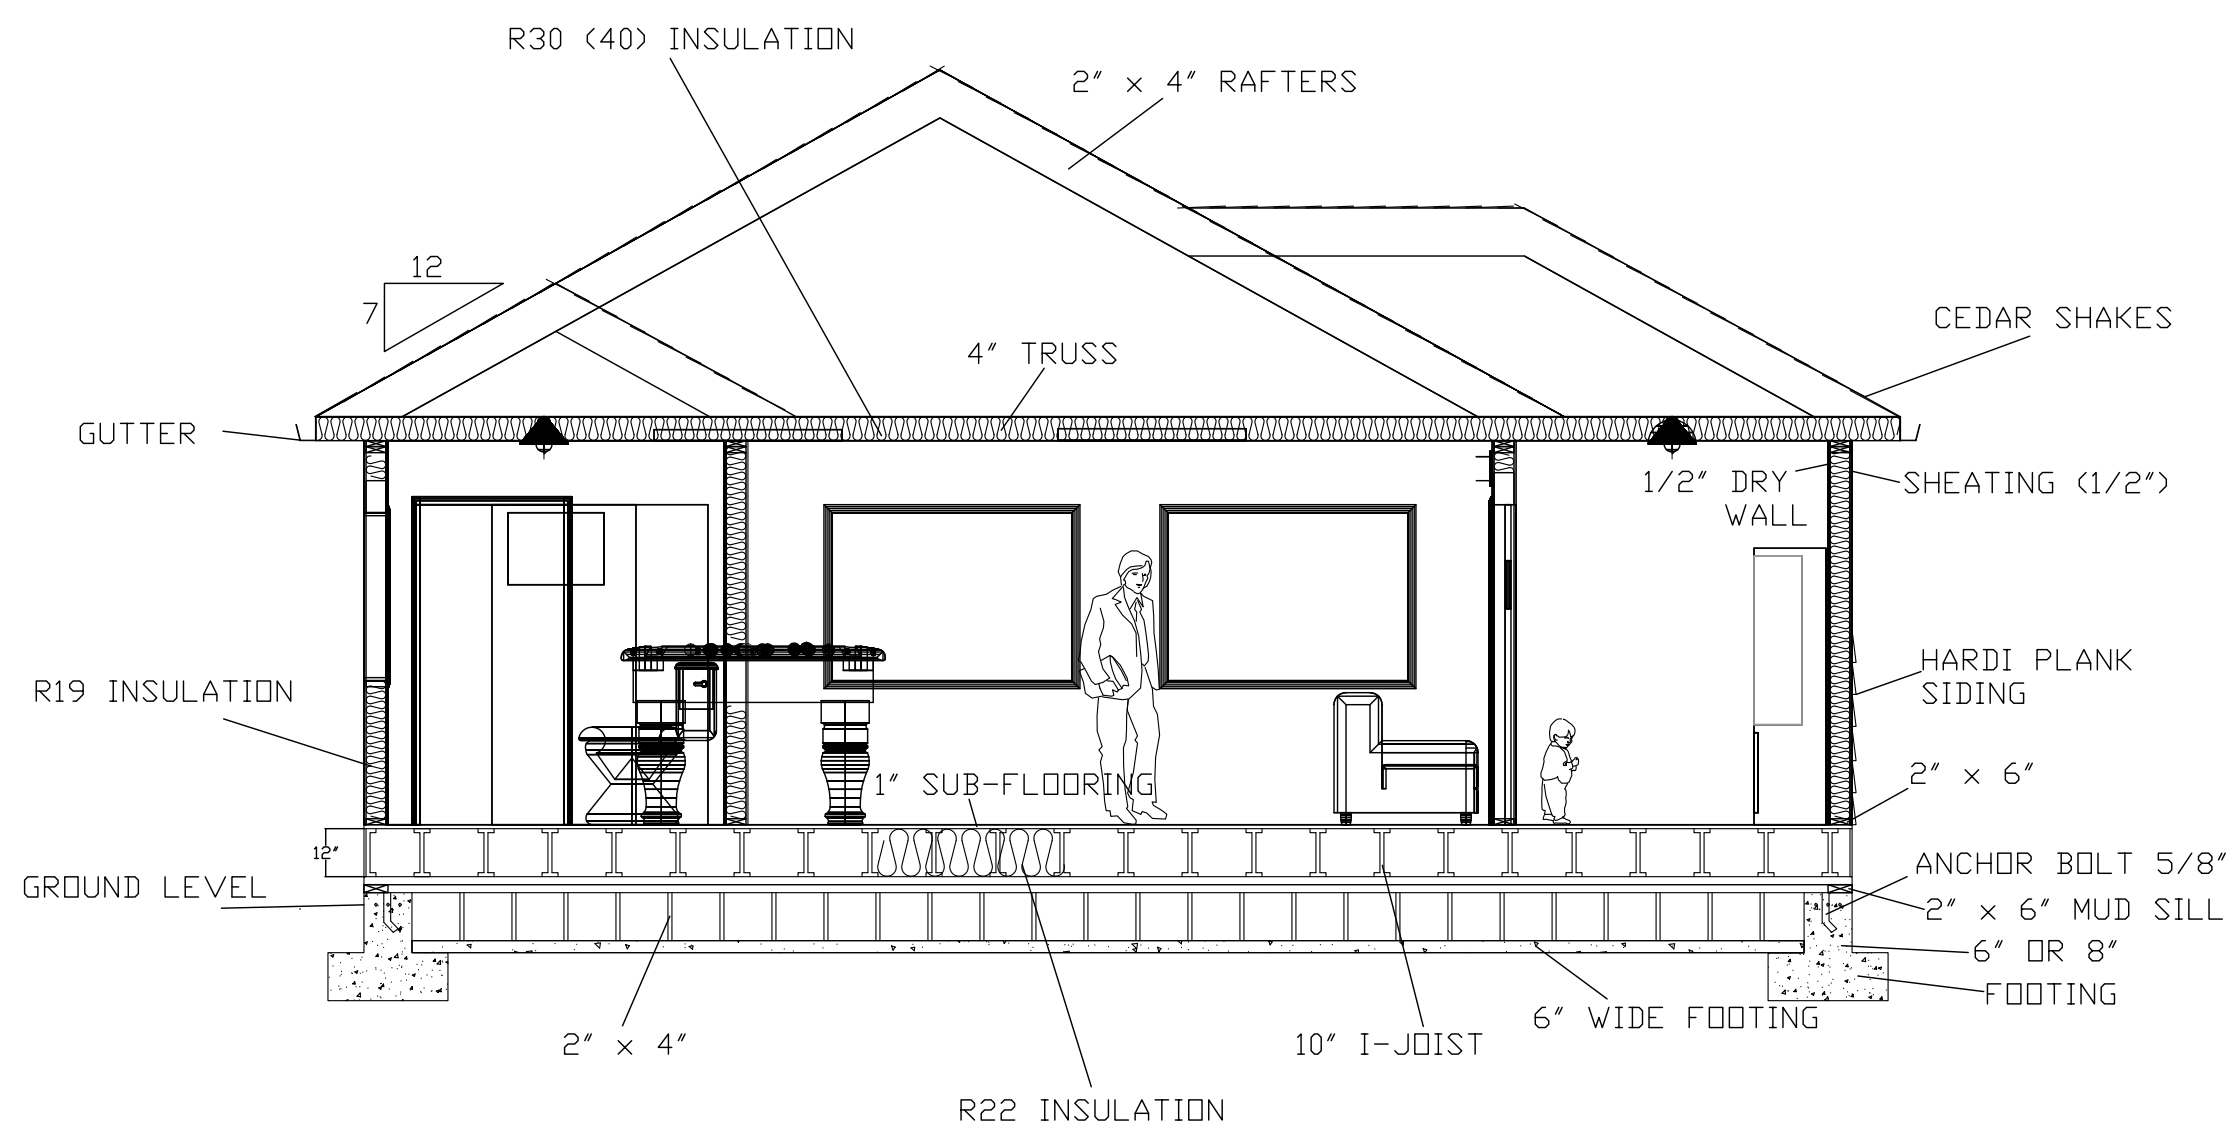 R30 (40) INSULATION
2" x 4" RAFTERS
12
7
CEDAR SHAKES
4" TRUSS
GUTTER
1/2" DRY
WALL
SHEATING (1/2")
HARDI PLANK
SIDING
R19 INSULATION
1" SUB-FLOORING
2" x 6"
12"
GROUND LEVEL
ANCHOR BOLT 5/8"
2" x 6" MUD SILL
6" OR 8"
FOOTING
6" WIDE FOOTING
2" x 4"
10" I-JOIST
R22 INSULATION